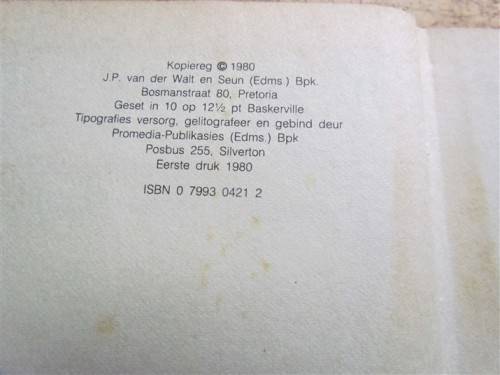 Kopiereg © 1980
J.P. van der Walt en Seun (Edms.) Bpk.
Bosmanstraat 80, Pretoria
Geset in 10 op 12½ pt Baskerville
Tipografies versorg, gelitografeer en gebind deur
Promedia-Publikasies (Edms.) Bpk
Posbus 255, Silverton
Eerste druk 1980
ISBN 0 7993 0421 2